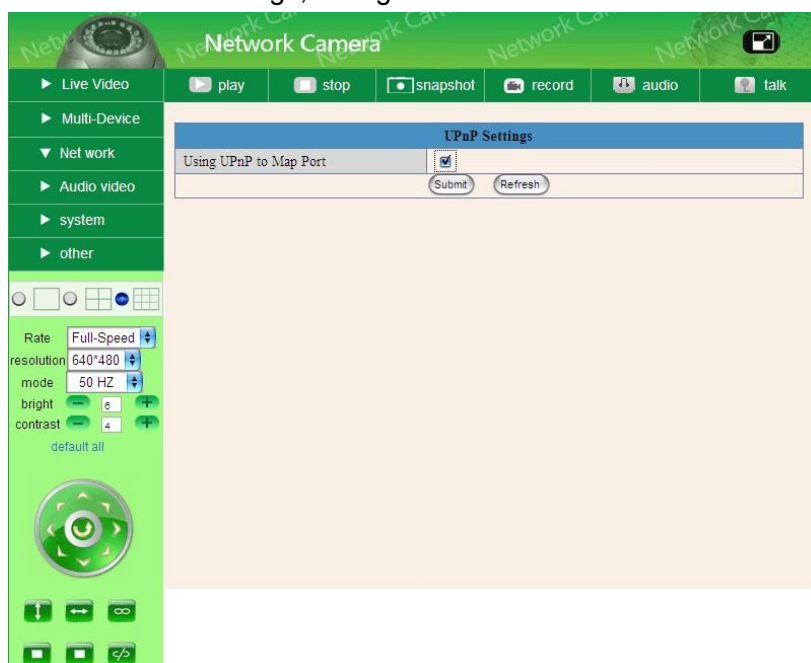 Network Camera
Live Video
play
stop
snapshot
record
audio
talk
Multi-Device
Net work
Audio video
system
other
UPnP Settings
Using UPnP to Map Port
Submit
Refresh
Rate Full-Speed
resolution 640*480
mode 50 HZ
bright 6
contrast 4
default all